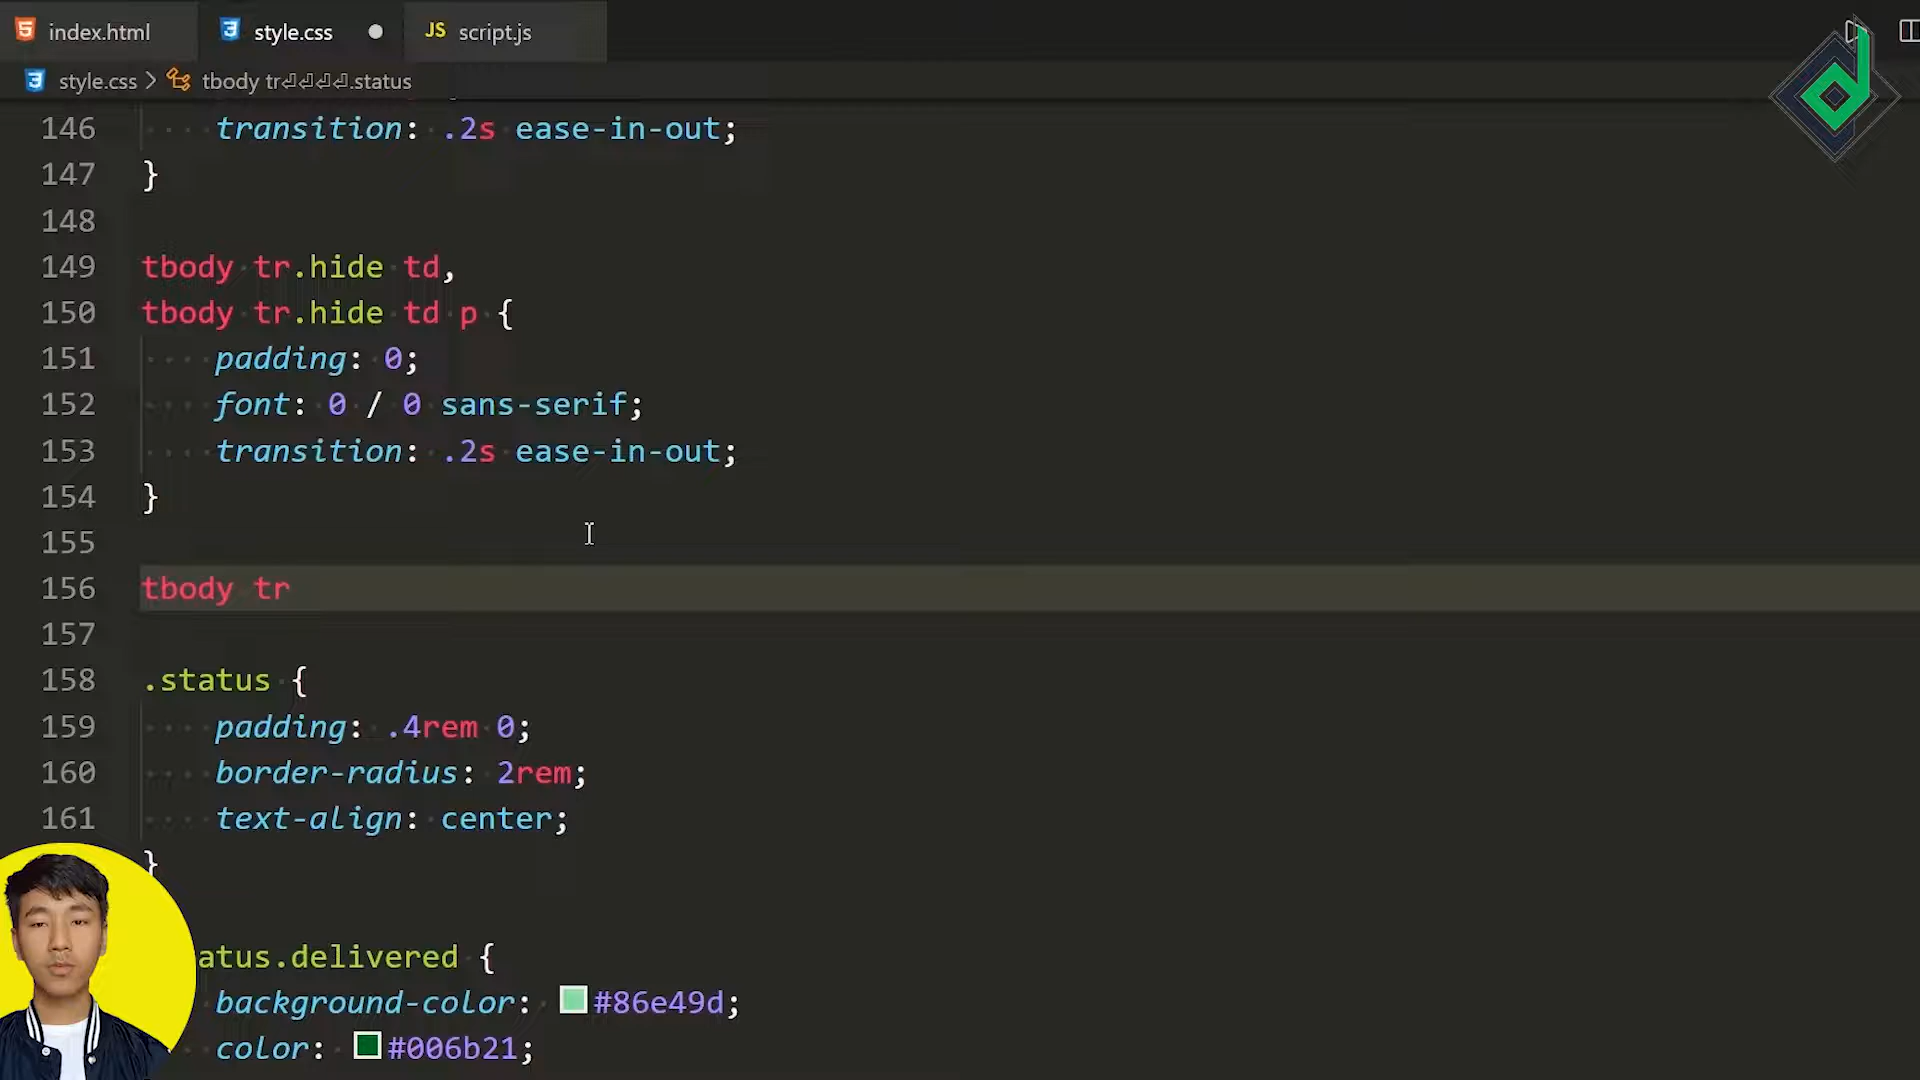 index.html
style.css
JS script.js
style.css > tbody tr⏎⏎⏎⏎.status
146 transition: .2s ease-in-out;
147 }
148
149 tbody tr.hide td,
150 tbody tr.hide td p {
151 padding: 0;
152 font: 0 / 0 sans-serif;
153 transition: .2s ease-in-out;
154 }
155
156 tbody tr
157
158 .status {
159 padding: .4rem 0;
160 border-radius: 2rem;
161 text-align: center;
}
atus.delivered {
background-color: #86e49d;
color: #006b21;